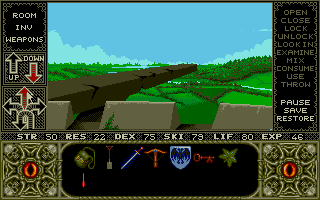 ROOM
INV
WEAPONS
UP
DOWN
OPEN
CLOSE
LOCK
UNLOCK
LOOK IN
EXAMINE
MIX
CONSUME
USE
THROW
PAUSE
SAVE
RESTORE
STR 50 RES 22 DEX 75 SKI 79 LIF 80 EXP 46